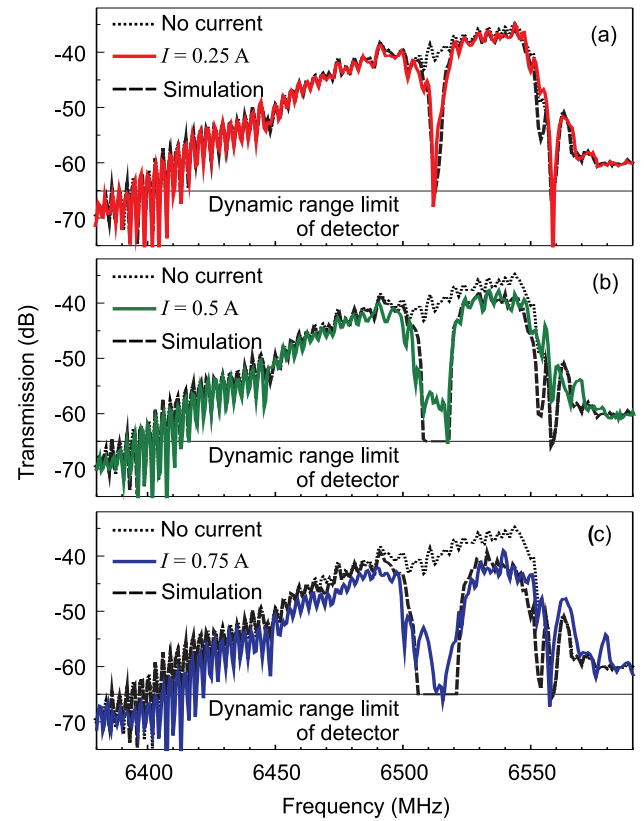 (a)
No current
I = 0.25 A
Simulation
-40
-50
-60
-70
Dynamic range limit
of detector
(b)
No current
I = 0.5 A
Simulation
-40
-50
-60
-70
Dynamic range limit
of detector
Transmission (dB)
(c)
No current
I = 0.75 A
Simulation
-40
-50
-60
-70
Dynamic range limit
of detector
6400
6450
6500
6550
Frequency (MHz)